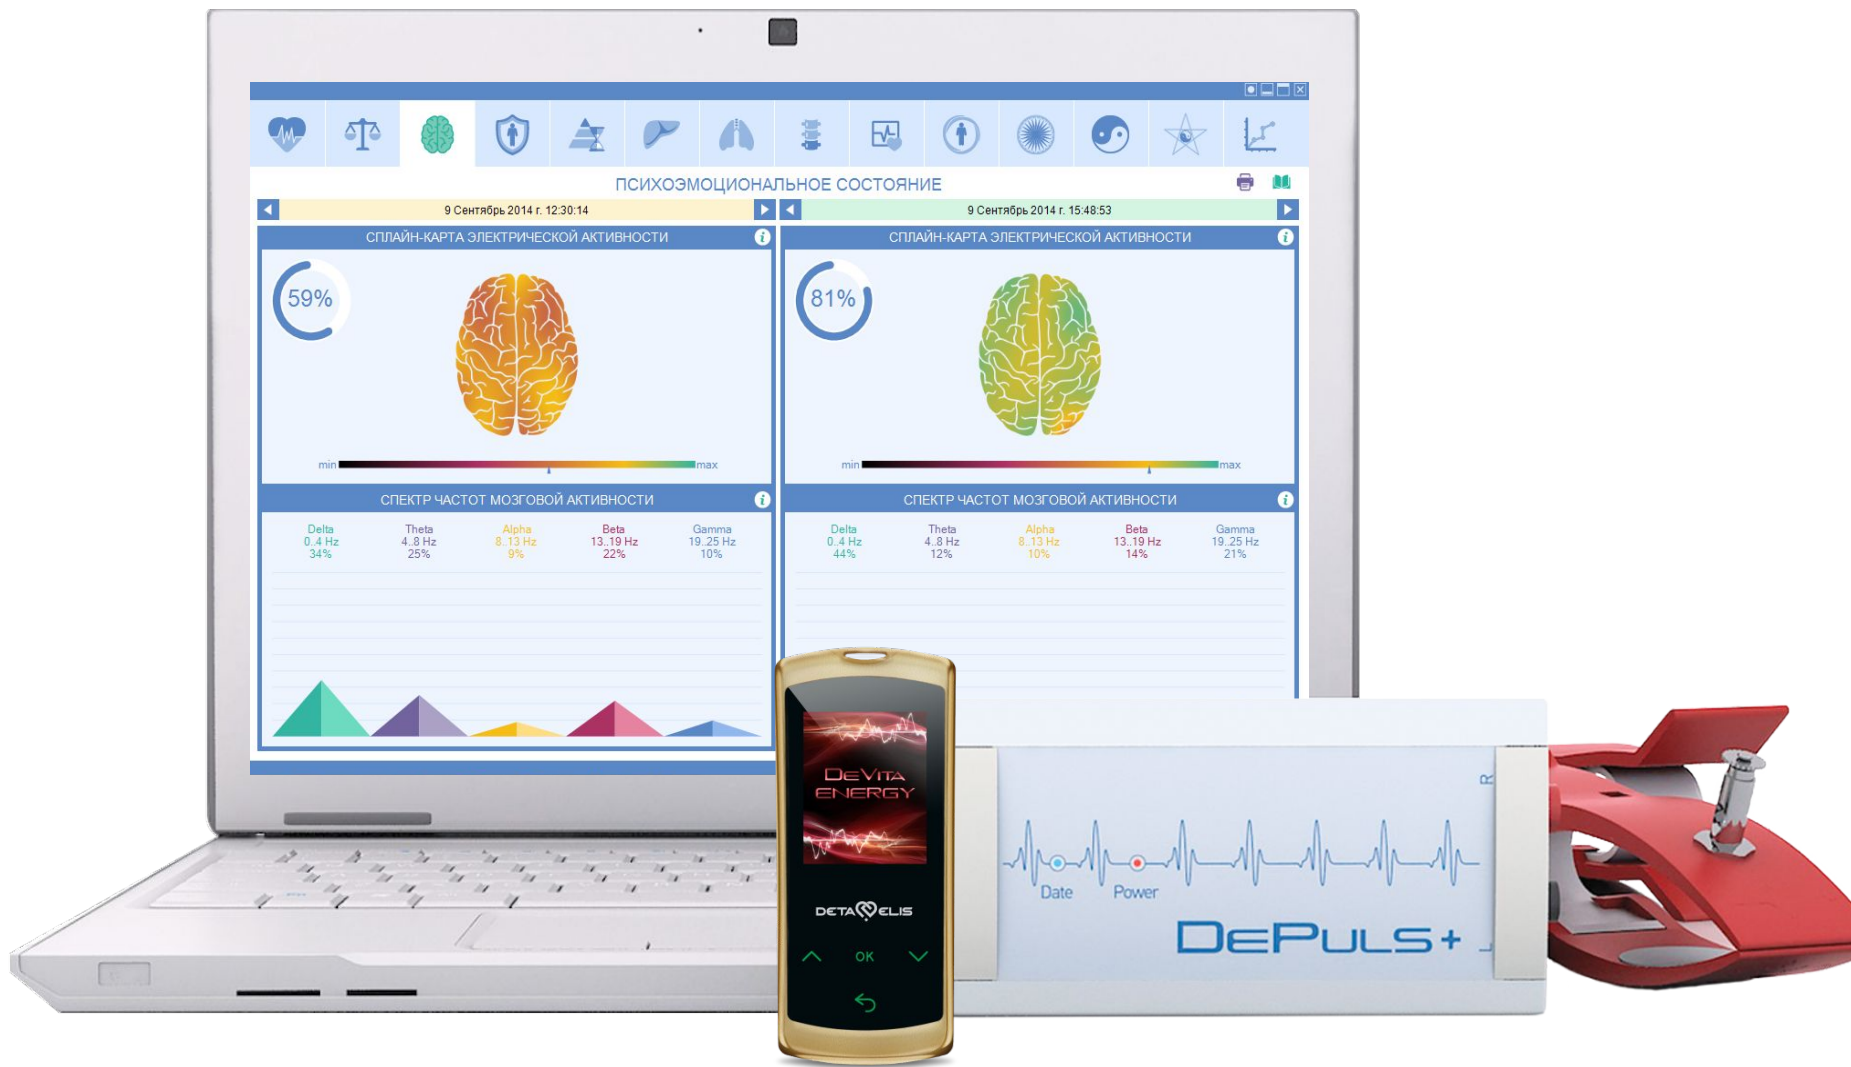 ПСИХОЭМОЦИОНАЛЬНОЕ СОСТОЯНИЕ
9 Сентябрь 2014 г. 12:30:14
СПЛАЙН-КАРТА ЭЛЕКТРИЧЕСКОЙ АКТИВНОСТИ
59%
min
max
СПЕКТР ЧАСТОТ МОЗГОВОЙ АКТИВНОСТИ
Delta Theta Alpha Beta Gamma
0..4 Hz 4..8 Hz 8..13 Hz 13..19 Hz 19..25 Hz
34% 25% 9% 22% 10%
9 Сентябрь 2014 г. 15:48:53
СПЛАЙН-КАРТА ЭЛЕКТРИЧЕСКОЙ АКТИВНОСТИ
81%
min
max
СПЕКТР ЧАСТОТ МОЗГОВОЙ АКТИВНОСТИ
Delta Theta Alpha Beta Gamma
0..4 Hz 4..8 Hz 8..13 Hz 13..19 Hz 19..25 Hz
44% 12% 10% 14% 21%
DEVITA
ENERGY
DETA ELIS
OK
R
Date Power
DEPULS+
L